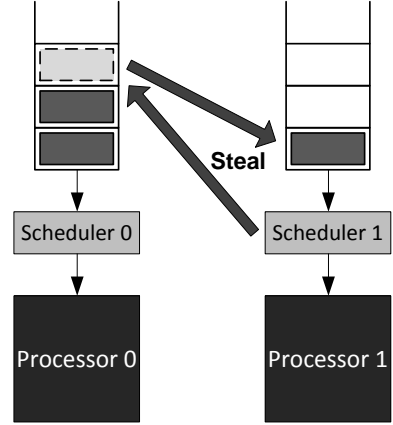 Steal
Scheduler 0
Scheduler 1
Processor 0
Processor 1